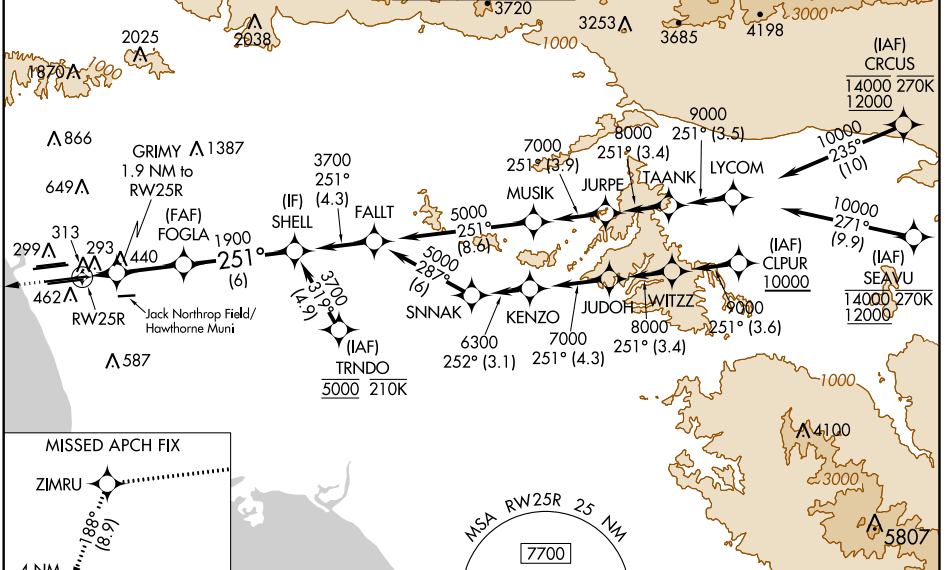 3720
3253
3685
4198
3000
1000
2025
2038
1870
1000
866
1387
649
GRIMY
1.9 NM to
RW25R
(FAF)
FOGLA
1900
251°
(6)
313
299
293
440
462
RW25R
Jack Northrop Field/
Hawthorne Muni
587
(IF)
SHELL
3700
251°
(4.3)
FALLT
3700
319°
(4.9)
(IAF)
TRNDO
5000 210K
5000
251°
(8.6)
5000
287°
(6)
MUSIK
7000
251° (3.9)
JURPE
8000
251° (3.4)
TAANK
9000
251° (3.5)
LYCOM
(IAF)
CRCUS
14000 270K
12000
10000
235°
(10)
10000
271°
(9.9)
(IAF)
SEAVU
14000 270K
12000
(IAF)
CLPUR
10000
SNNAK
KENZO
JUDOH
WITZZ
6300
252° (3.1)
7000
251° (4.3)
8000
251° (3.4)
9000
251° (3.6)
1000
4100
3000
5807
MISSED APCH FIX
ZIMRU
188°
(8.9)
4 NM
MSA RW25R 25 NM
7700